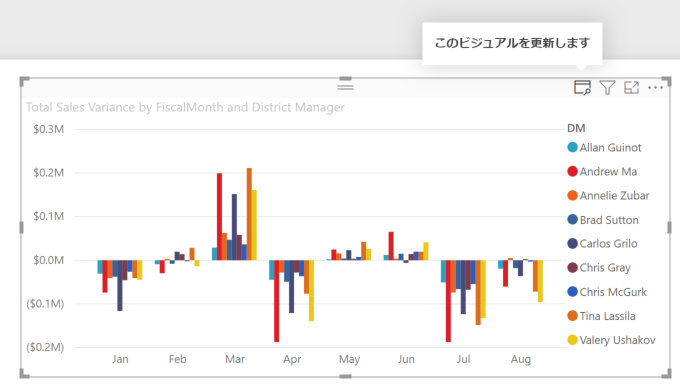 このビジュアルを更新します
Total Sales Variance by FiscalMonth and District Manager
DM
$0.3M
$0.2M
$0.1M
$0.0M
($0.1M)
($0.2M)
Jan Feb Mar Apr May Jun Jul Aug
Allan Guinot
Andrew Ma
Annelie Zubar
Brad Sutton
Carlos Grilo
Chris Gray
Chris McGurk
Tina Lassila
Valery Ushakov